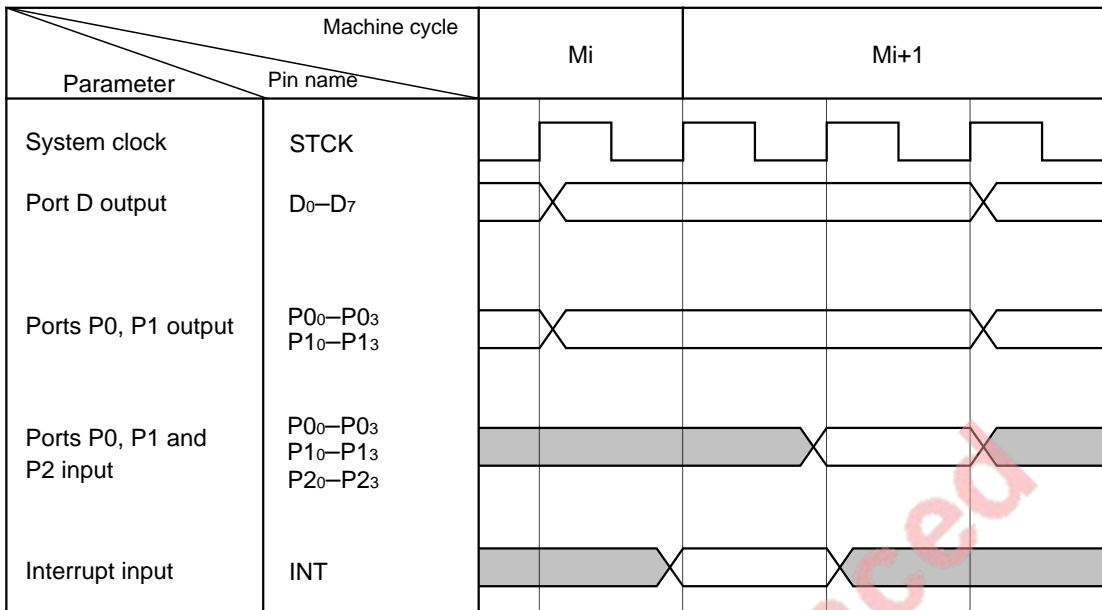 Machine cycle
Parameter
Pin name
Mi
Mi+1
System clock
STCK
Port D output
D0–D7
Ports P0, P1 output
P00–P03
P10–P13
Ports P0, P1 and
P2 input
P00–P03
P10–P13
P20–P23
Interrupt input
INT